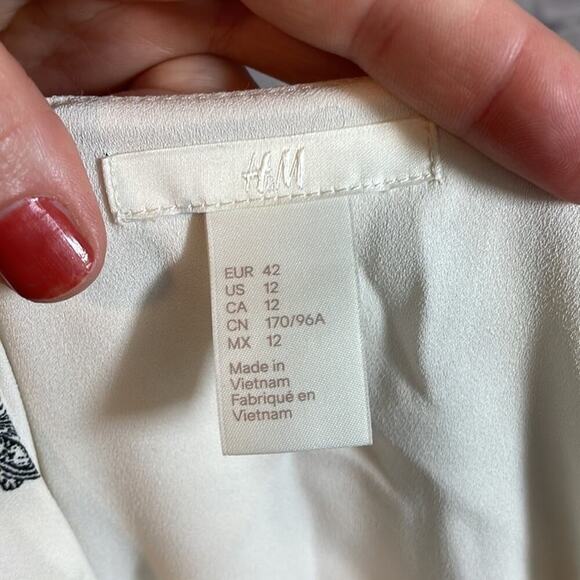 H&M
EUR 42
US 12
CA 12
CN 170/96A
MX 12
Made in
Vietnam
Fabriqué en
Vietnam